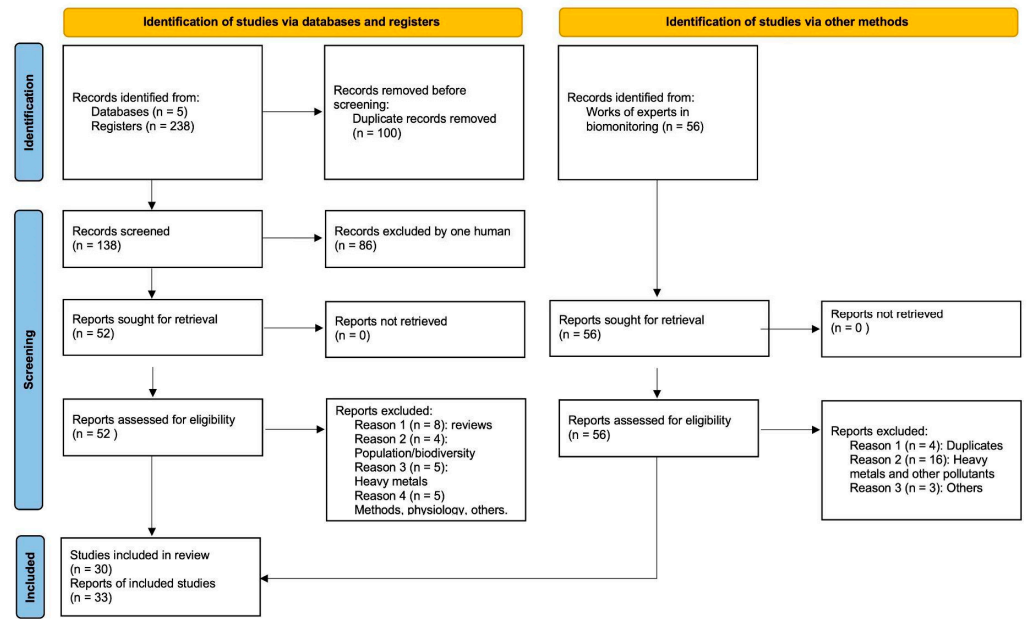 Identification of studies via databases and registers
Identification of studies via other methods
Identification
Records identified from:
Databases (n = 5)
Registers (n = 238)
Records removed before
screening:
Duplicate records removed
(n = 100)
Records identified from:
Works of experts in
biomonitoring (n = 56)
Screening
Records screened
(n = 138)
Records excluded by one human
(n = 86)
Reports sought for retrieval
(n = 52)
Reports not retrieved
(n = 0)
Reports sought for retrieval
(n = 56)
Reports not retrieved
(n = 0 )
Reports assessed for eligibility
(n = 52 )
Reports excluded:
Reason 1 (n = 8): reviews
Reason 2 (n = 4):
Population/biodiversity
Reason 3 (n = 5):
Heavy metals
Reason 4 (n = 5)
Methods, physiology, others.
Reports assessed for eligibility
(n = 56)
Reports excluded:
Reason 1 (n = 4): Duplicates
Reason 2 (n = 16): Heavy
metals and other pollutants
Reason 3 (n = 3): Others
Included
Studies included in review
(n = 30)
Reports of included studies
(n = 33)